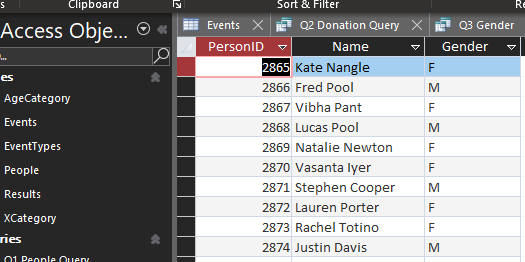 s Clipboard Sort & Filter Re
Access Obje...
Events Q2 Donation Query Q3 Gender
es
AgeCategory
Events
EventTypes
People
Results
XCategory
ries
Q1 People Query
PersonID Name Gender
2865 Kate Nangle F
2866 Fred Pool M
2867 Vibha Pant F
2868 Lucas Pool M
2869 Natalie Newton F
2870 Vasanta Iyer F
2871 Stephen Cooper M
2872 Lauren Porter F
2873 Rachel Totino F
2874 Justin Davis M